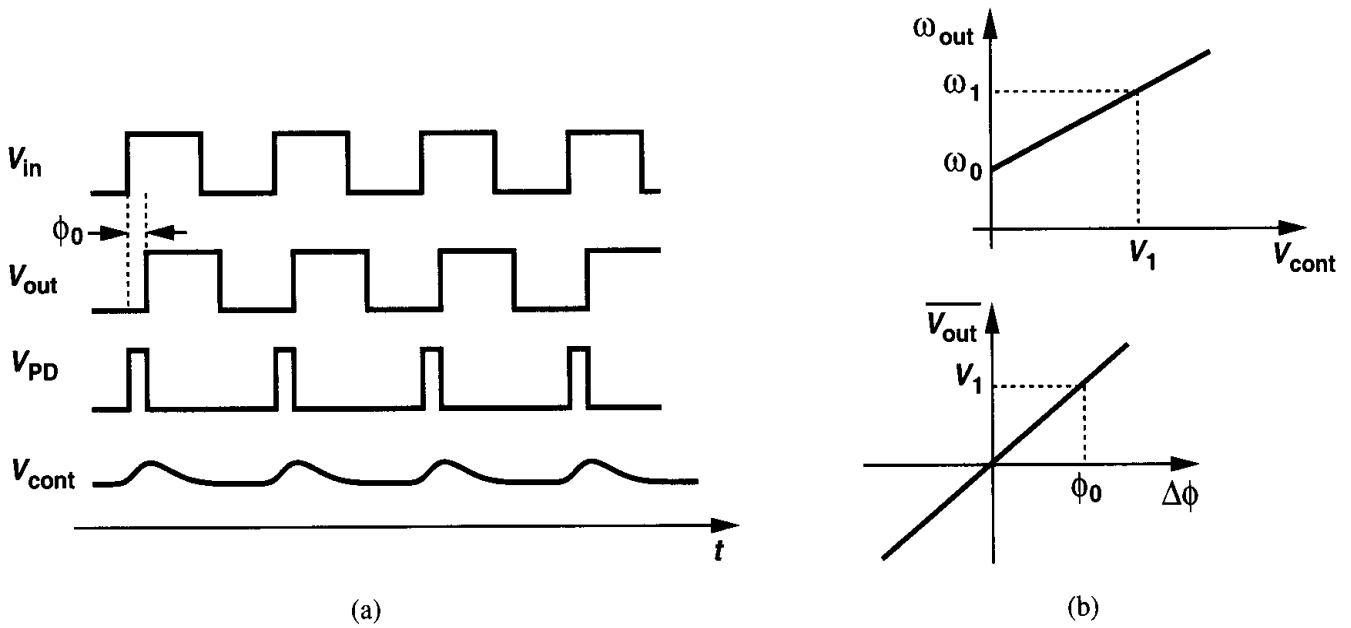 V_in
ϕ_0
V_out
V_PD
V_cont
t
(a)
ω_out
ω_1
ω_0
V_1
V_cont
V_out
V_1
ϕ_0
Δϕ
(b)